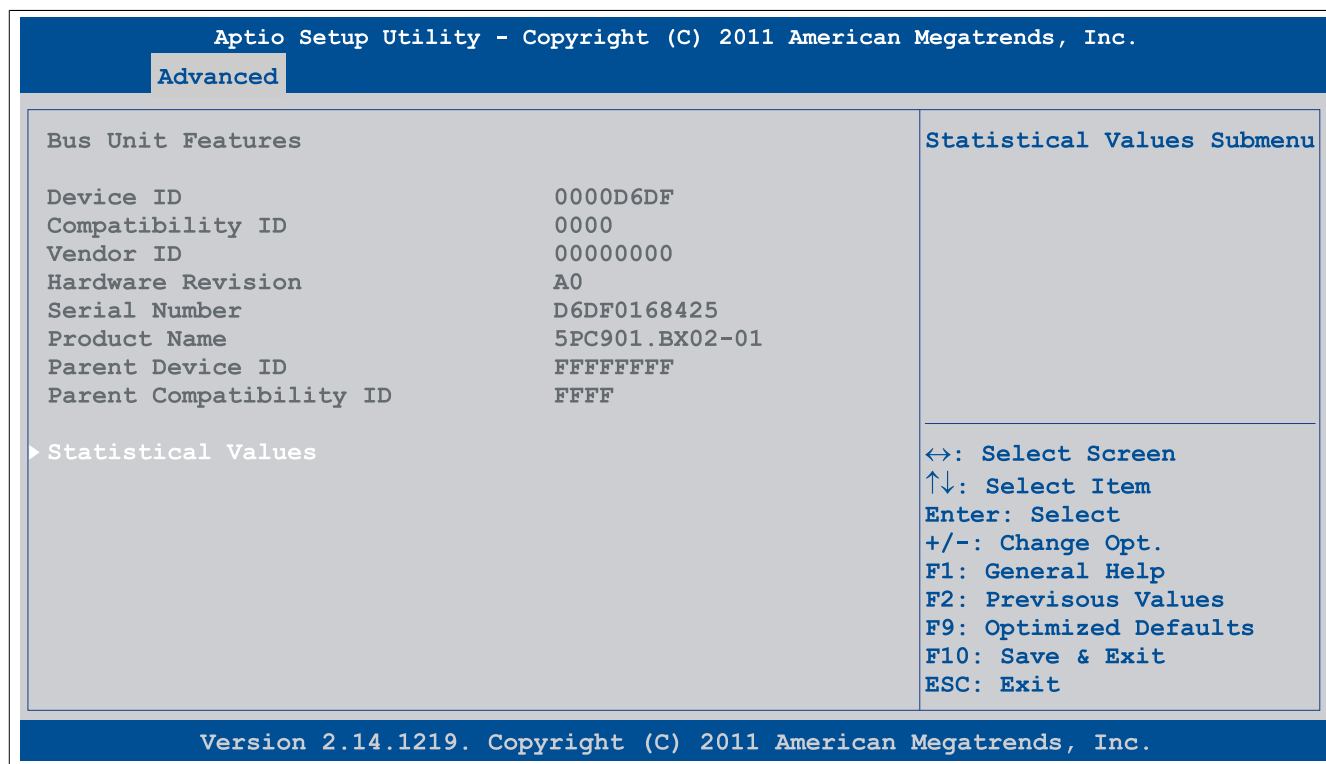 Aptio Setup Utility - Copyright (C) 2011 American Megatrends, Inc.
Advanced
Bus Unit Features
Device ID 0000D6DF
Compatibility ID 0000
Vendor ID 00000000
Hardware Revision A0
Serial Number D6DF0168425
Product Name 5PC901.BX02-01
Parent Device ID FFFFFFFF
Parent Compatibility ID FFFF
Statistical Values
Statistical Values Submenu
↔: Select Screen
↑↓: Select Item
Enter: Select
+/-: Change Opt.
F1: General Help
F2: Previsous Values
F9: Optimized Defaults
F10: Save & Exit
ESC: Exit
Version 2.14.1219. Copyright (C) 2011 American Megatrends, Inc.